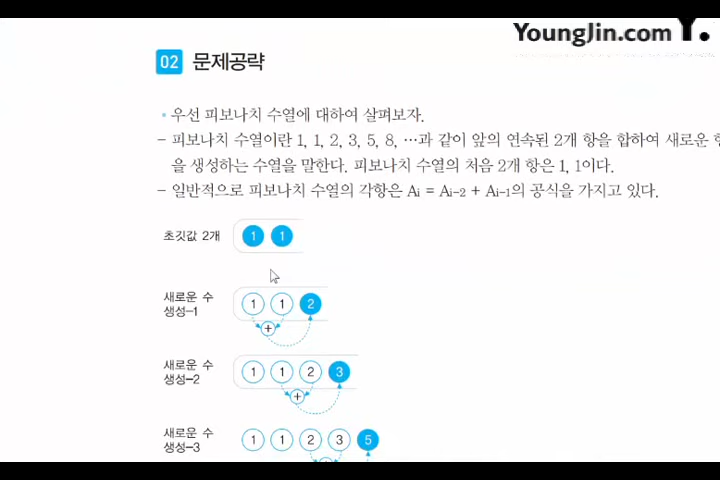 YoungJin.com Y.
02 문제공략
• 우선 피보나치 수열에 대하여 살펴보자.
– 피보나치 수열이란 1, 1, 2, 3, 5, 8, …과 같이 앞의 연속된 2개 항을 합하여 새로운
을 생성하는 수열을 말한다. 피보나치 수열의 처음 2개 항은 1, 1이다.
– 일반적으로 피보나치 수열의 각항은 Ai = Ai-2 + Ai-1의 공식을 가지고 있다.
초깃값 2개 1 1
새로운 수
생성-1
1 1 2
+
새로운 수
생성-2
1 1 2 3
+
새로운 수
생성-3
1 1 2 3 5